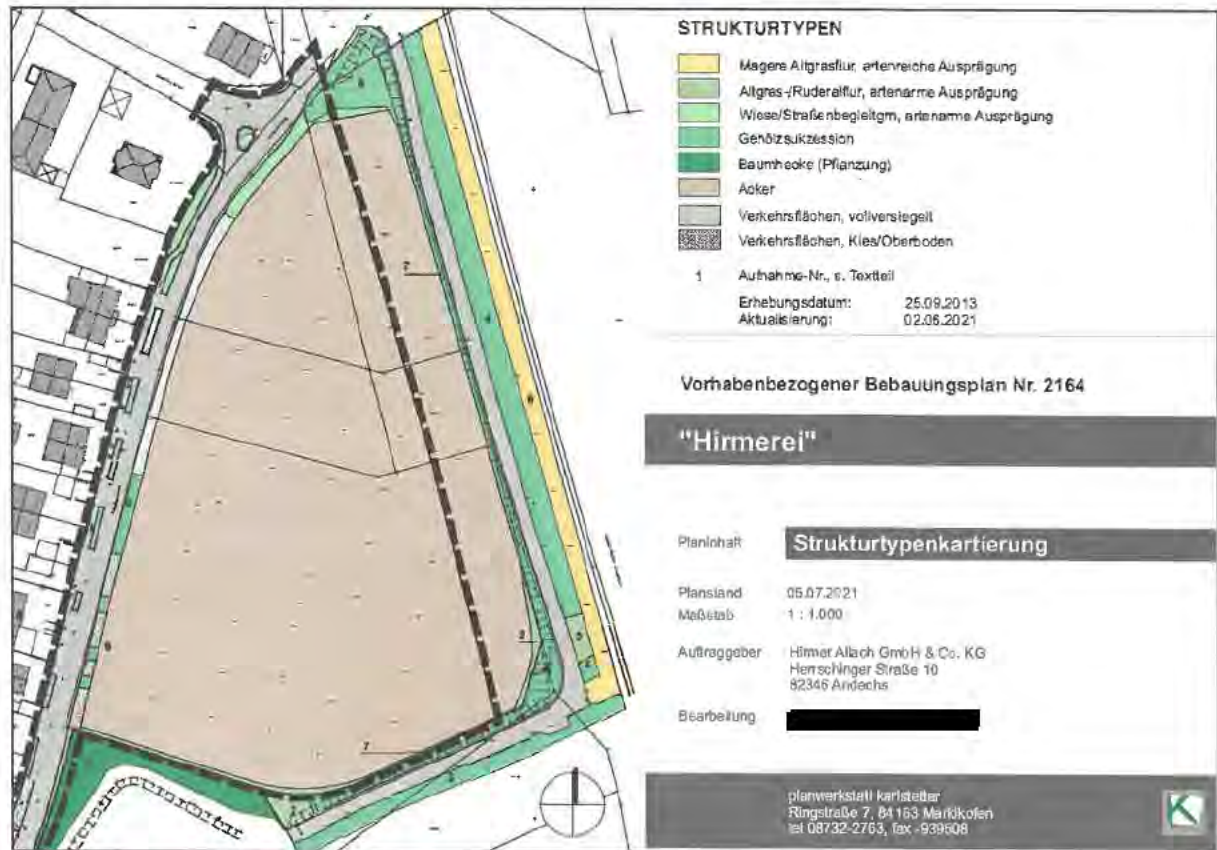 STRUKTURTYPEN
Magere Altgrasflur, artenreiche Ausprägung
Altgras-/Ruderalflur, artenarme Ausprägung
Wiese/Straßenbegleitgrn, artenarme Ausprägung
Gehölzsukzession
Baumhecke (Pflanzung)
Acker
Verkehrsflächen, vollversiegelt
Verkehrsflächen, Kies/Oberboden
1 Aufnahme-Nr., s. Textteil
Erhebungsdatum: 25.09.2013
Aktualisierung: 02.06.2021
Vorhabenbezogener Bebauungsplan Nr. 2164
"Hirmerei"
Planinhalt Strukturtypenkartierung
Planstand 05.07.2021
Maßstab 1 : 1.000
Auftraggeber Hirmer Allach GmbH & Co. KG
Herrschinger Straße 10
82346 Andechs
Bearbeitung
planwerkstatt karlstetter
Ringstraße 7, 84163 Marklkofen
tel 08732-2763, fax -939508